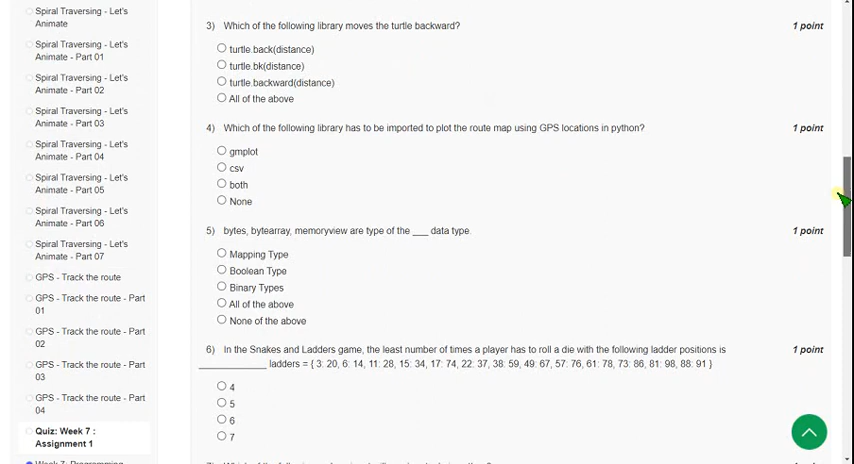 Spiral Traversing - Let's
Animate
Spiral Traversing - Let's
Animate - Part 01
Spiral Traversing - Let's
Animate - Part 02
Spiral Traversing - Let's
Animate - Part 03
Spiral Traversing - Let's
Animate - Part 04
Spiral Traversing - Let's
Animate - Part 05
Spiral Traversing - Let's
Animate - Part 06
Spiral Traversing - Let's
Animate - Part 07
GPS - Track the route
GPS - Track the route - Part
01
GPS - Track the route - Part
02
GPS - Track the route - Part
03
GPS - Track the route - Part
04
Quiz: Week 7 :
Assignment 1
3) Which of the following library moves the turtle backward? 1 point
turtle.back(distance)
turtle.bk(distance)
turtle.backward(distance)
All of the above
4) Which of the following library has to be imported to plot the route map using GPS locations in python? 1 point
gmplot
csv
both
None
5) bytes, bytearray, memoryview are type of the ___ data type. 1 point
Mapping Type
Boolean Type
Binary Types
All of the above
None of the above
6) In the Snakes and Ladders game, the least number of times a player has to roll a die with the following ladder positions is 1 point
____________ ladders = { 3: 20, 6: 14, 11: 28, 15: 34, 17: 74, 22: 37, 38: 59, 49: 67, 57: 76, 61: 78, 73: 86, 81: 98, 88: 91 }
4
5
6
7